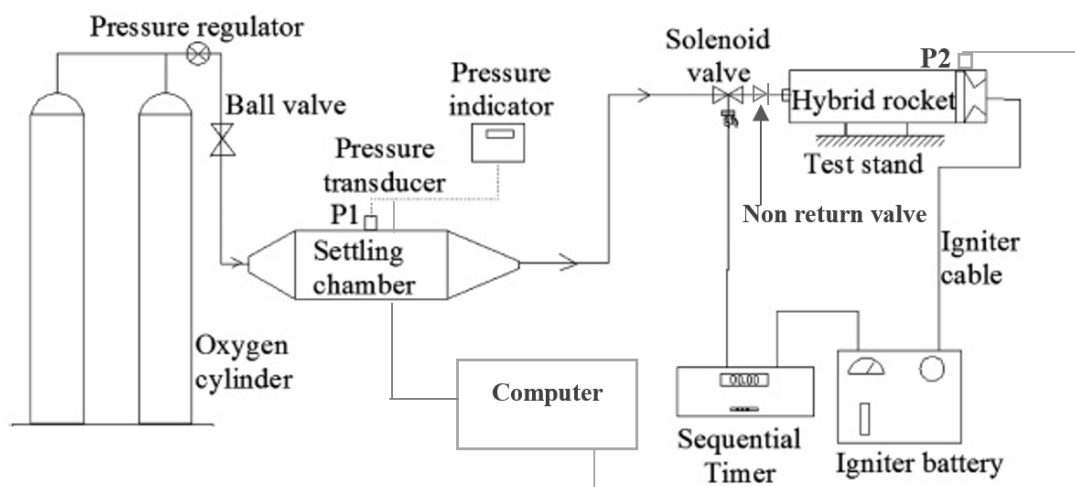 Pressure regulator
Ball valve
Pressure
indicator
Pressure
transducer
P1
Settling
chamber
Oxygen
cylinder
Computer
Solenoid
valve
P2
Hybrid rocket
Test stand
Non return valve
Igniter
cable
00.00
Sequential
Timer
Igniter battery